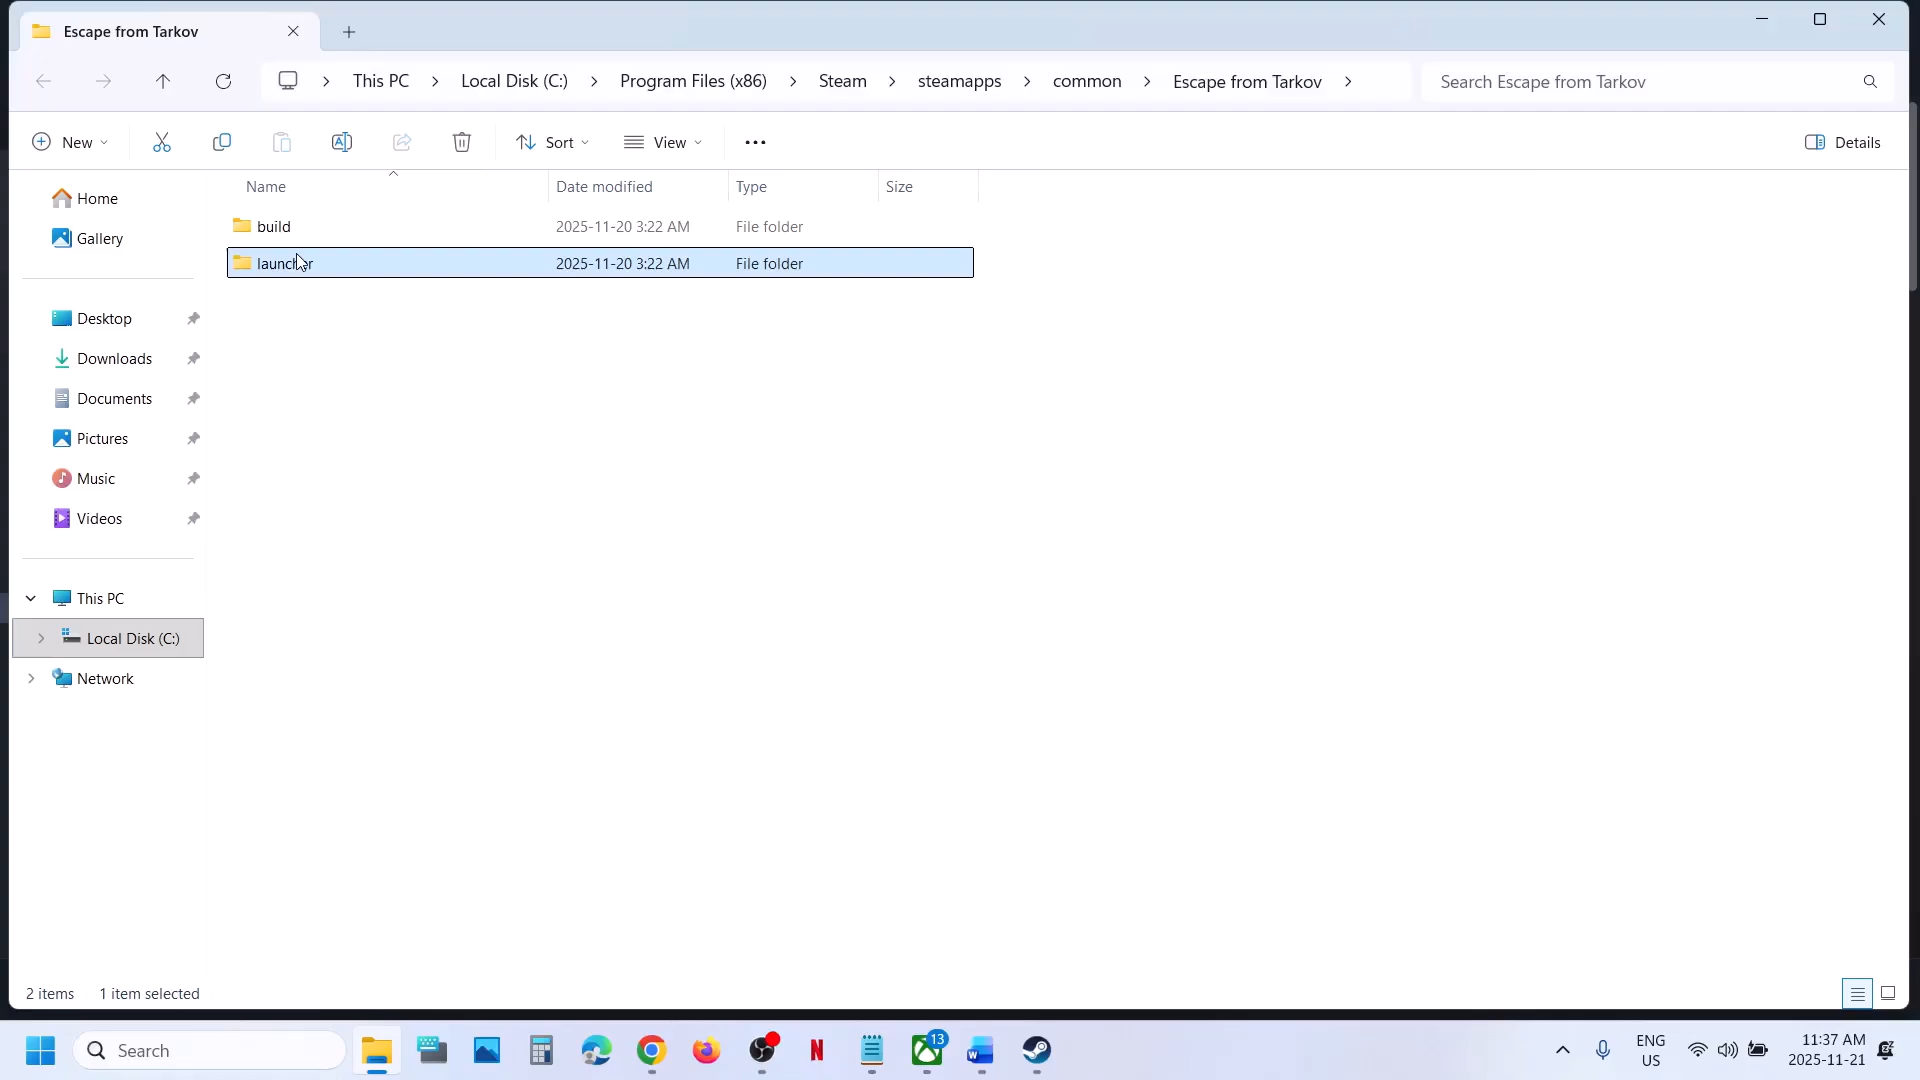 Escape from Tarkov
This PC
Local Disk (C:)
Program Files (x86)
Steam
steamapps
common
Escape from Tarkov
Search Escape from Tarkov
New
Sort
View
Details
Name
Date modified
Type
Size
Home
Gallery
Desktop
Downloads
Documents
Pictures
Music
Videos
This PC
Local Disk (C:)
Network
build 2025-11-20 3:22 AM File folder
launcher 2025-11-20 3:22 AM File folder
2 items 1 item selected
Search
13
ENG
US
11:37 AM
2025-11-21